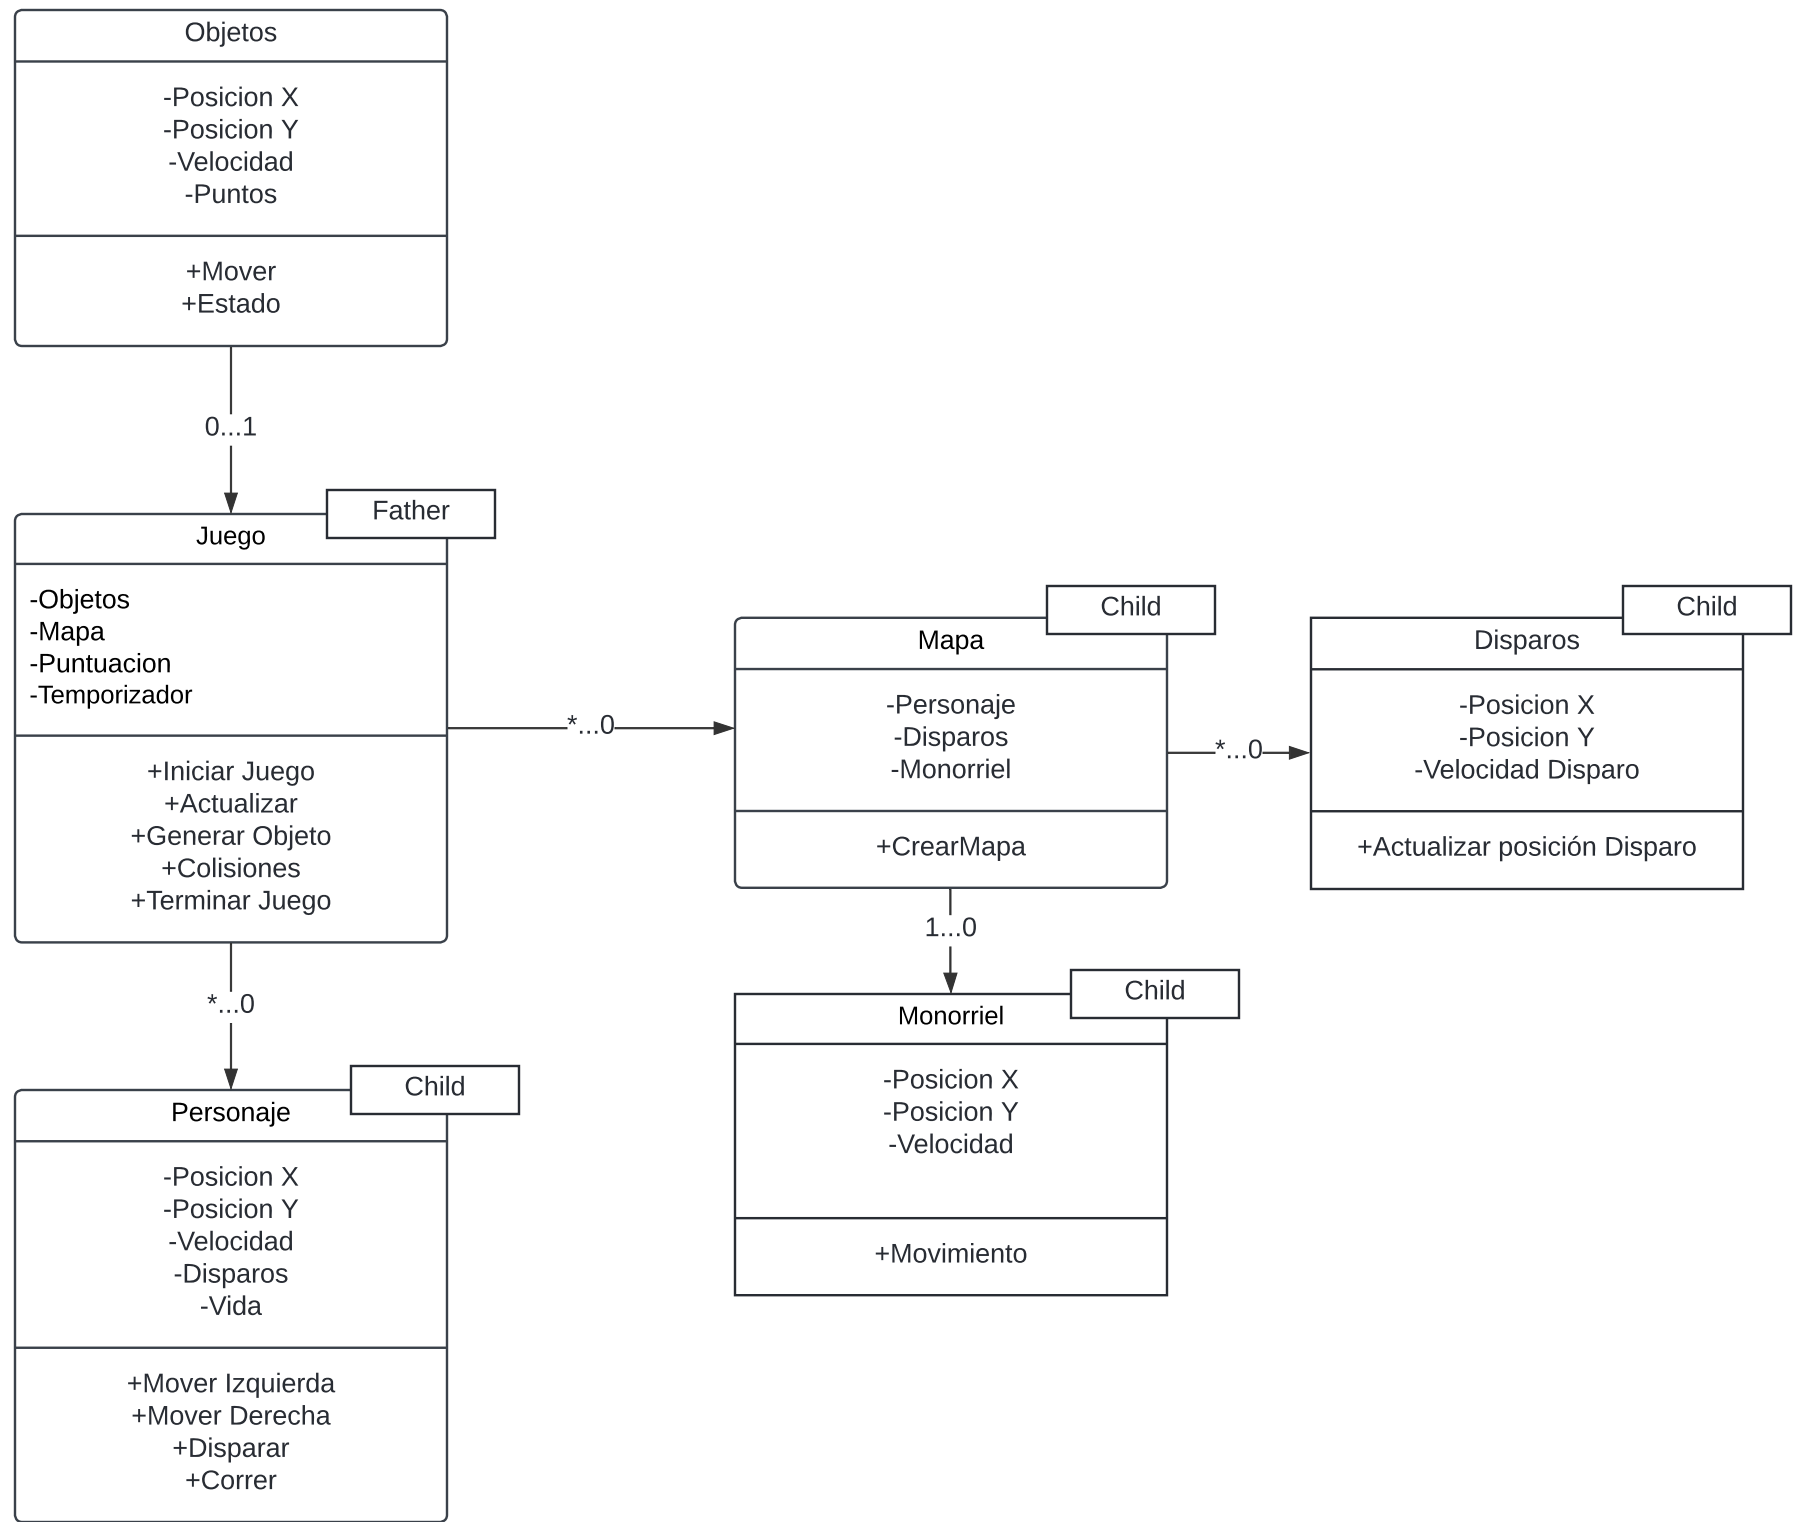 Objetos
-Posicion X
-Posicion Y
-Velocidad
-Puntos
+Mover
+Estado
0...1
Father
Juego
-Objetos
-Mapa
-Puntuacion
-Temporizador
+Iniciar Juego
+Actualizar
+Generar Objeto
+Colisiones
+Terminar Juego
*...0
Child
Personaje
-Posicion X
-Posicion Y
-Velocidad
-Disparos
-Vida
+Mover Izquierda
+Mover Derecha
+Disparar
+Correr
*...0
Child
Mapa
-Personaje
-Disparos
-Monorriel
+CrearMapa
1...0
Child
Monorriel
-Posicion X
-Posicion Y
-Velocidad
+Movimiento
*...0
Child
Disparos
-Posicion X
-Posicion Y
-Velocidad Disparo
+Actualizar posición Disparo